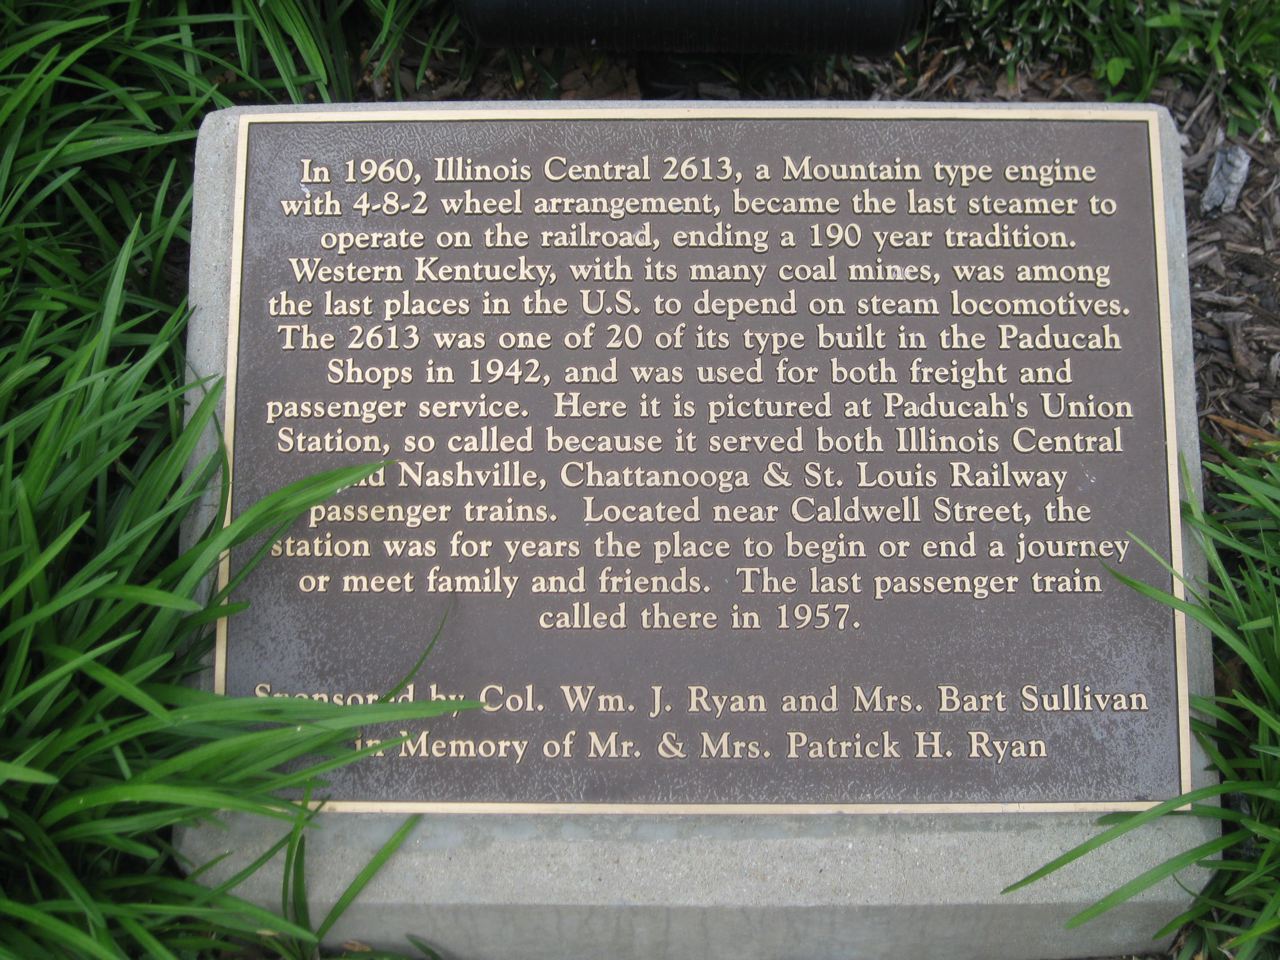 In 1960, Illinois Central 2613, a Mountain type engine
with 4-8-2 wheel arrangement, became the last steamer to
operate on the railroad, ending a 190 year tradition.
Western Kentucky, with its many coal mines, was among
the last places in the U.S. to depend on steam locomotives.
The 2613 was one of 20 of its type built in the Paducah
Shops in 1942, and was used for both freight and
passenger service. Here it is pictured at Paducah's Union
Station, so called because it served both Illinois Central
and Nashville, Chattanooga & St. Louis Railway
passenger trains. Located near Caldwell Street, the
station was for years the place to begin or end a journey
or meet family and friends. The last passenger train
called there in 1957.
Sponsored by Col. Wm. J. Ryan and Mrs. Bart Sullivan
in Memory of Mr. & Mrs. Patrick H. Ryan